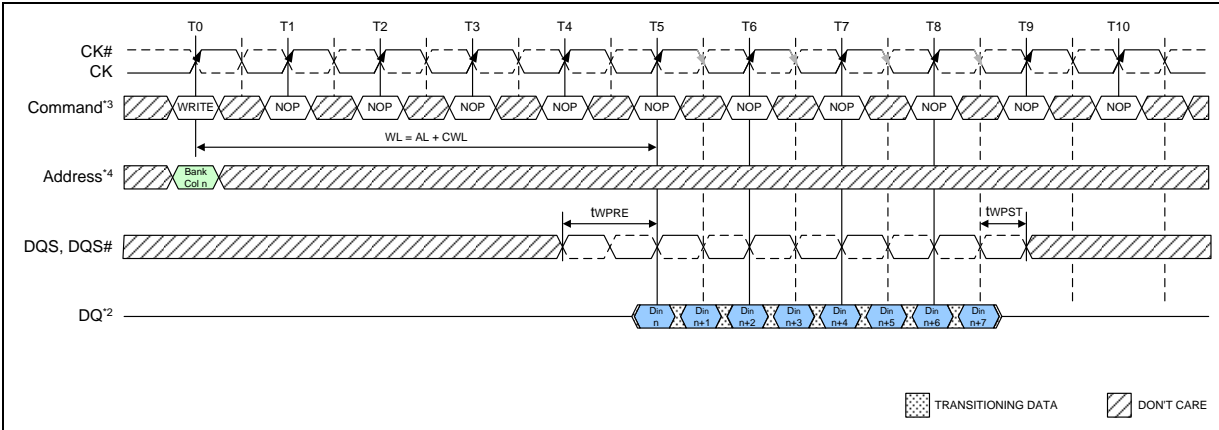 T0 T1 T2 T3 T4 T5 T6 T7 T8 T9 T10
CK#
CK
Command*3 WRITE NOP NOP NOP NOP NOP NOP NOP NOP NOP NOP
WL = AL + CWL
Address*4 Bank
Col n
tWPRE tWPST
DQS, DQS#
DQ*2 Din Din Din Din Din Din Din Din
n n+1 n+2 n+3 n+4 n+5 n+6 n+7
TRANSITIONING DATA DON'T CARE